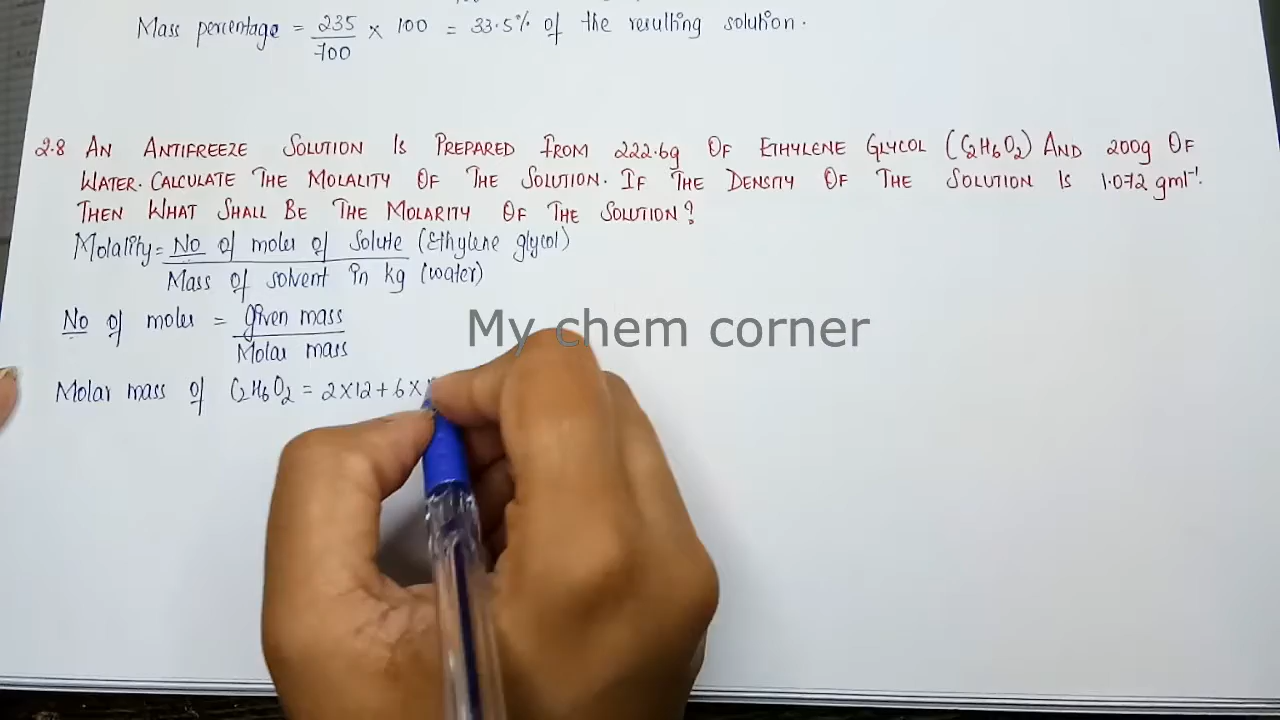 Mass percentage = 235/700 × 100 = 33.5% of the resulting solution.
2.8 AN ANTIFREEZE SOLUTION IS PREPARED FROM 222.6g OF ETHYLENE GLYCOL (C2H6O2) AND 200g OF
WATER. CALCULATE THE MOLALITY OF THE SOLUTION. IF THE DENSITY OF THE SOLUTION IS 1.072 gml⁻¹.
THEN WHAT SHALL BE THE MOLARITY OF THE SOLUTION?
Molality = No of moles of solute (Ethylene glycol)
Mass of solvent in kg (water)
No of moles = given mass
Molar mass
My chem corner
Molar mass of C2H6O2 = 2×12+6×